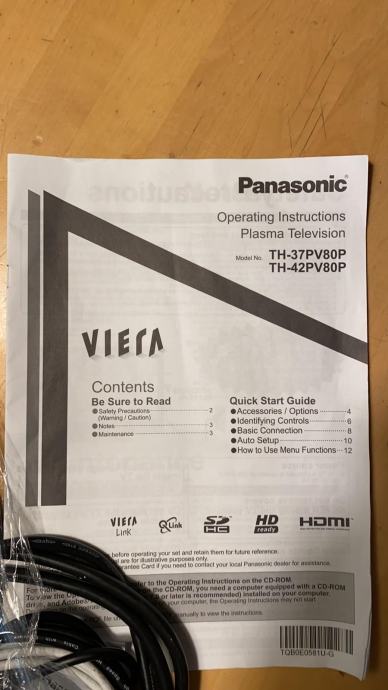 Panasonic®
Operating Instructions
Plasma Television
Model No. TH-37PV80P
TH-42PV80P
VIErA
Contents
Be Sure to Read
●Safety Precautions 2
(Warning / Caution)
●Notes 3
●Maintenance 3
Quick Start Guide
●Accessories / Options 4
●Identifying Controls 6
●Basic Connection 8
●Auto Setup 10
●How to Use Menu Functions 12
VIErA Link
Q Link
SD HC
HD ready
HDMI
before operating your set and retain them for future reference.
are for illustrative purposes only.
Card if you need to contact your local Panasonic dealer for assistance.
to the Operating Instructions on the CD-ROM
on the CD-ROM, you need a computer equipped with a CD-ROM
or later is recommended) installed on your computer.
your computer, the Operating Instructions may not start
manually to view the instructions.
TQB0E0581U-G